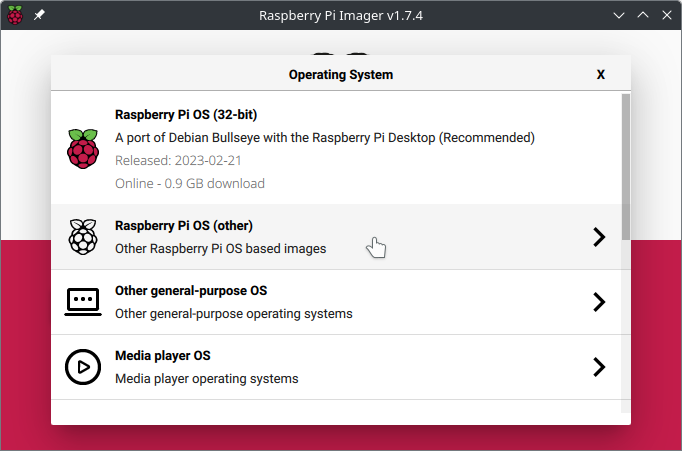 Raspberry Pi Imager v1.7.4
Operating System
X
Raspberry Pi OS (32-bit)
A port of Debian Bullseye with the Raspberry Pi Desktop (Recommended)
Released: 2023-02-21
Online - 0.9 GB download
Raspberry Pi OS (other)
Other Raspberry Pi OS based images
Other general-purpose OS
Other general-purpose operating systems
Media player OS
Media player operating systems